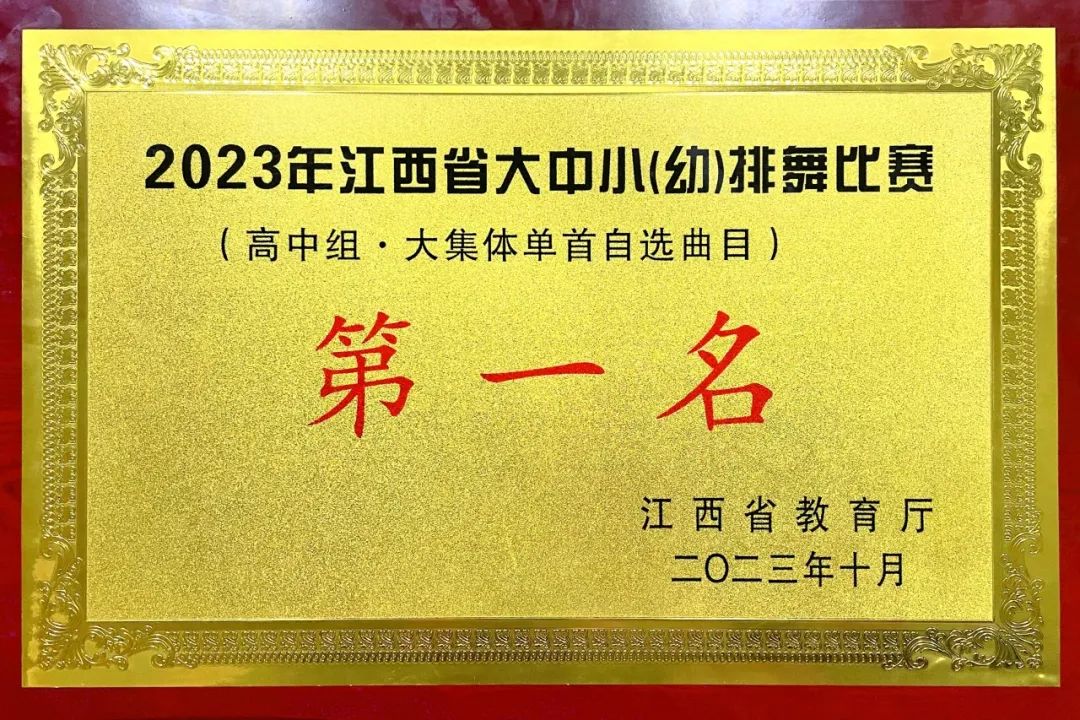 2023年江西省大中小(幼)排舞比赛
(高中组·大集体单首自选曲目)
第一名
江西省教育厅
二〇二三年十月